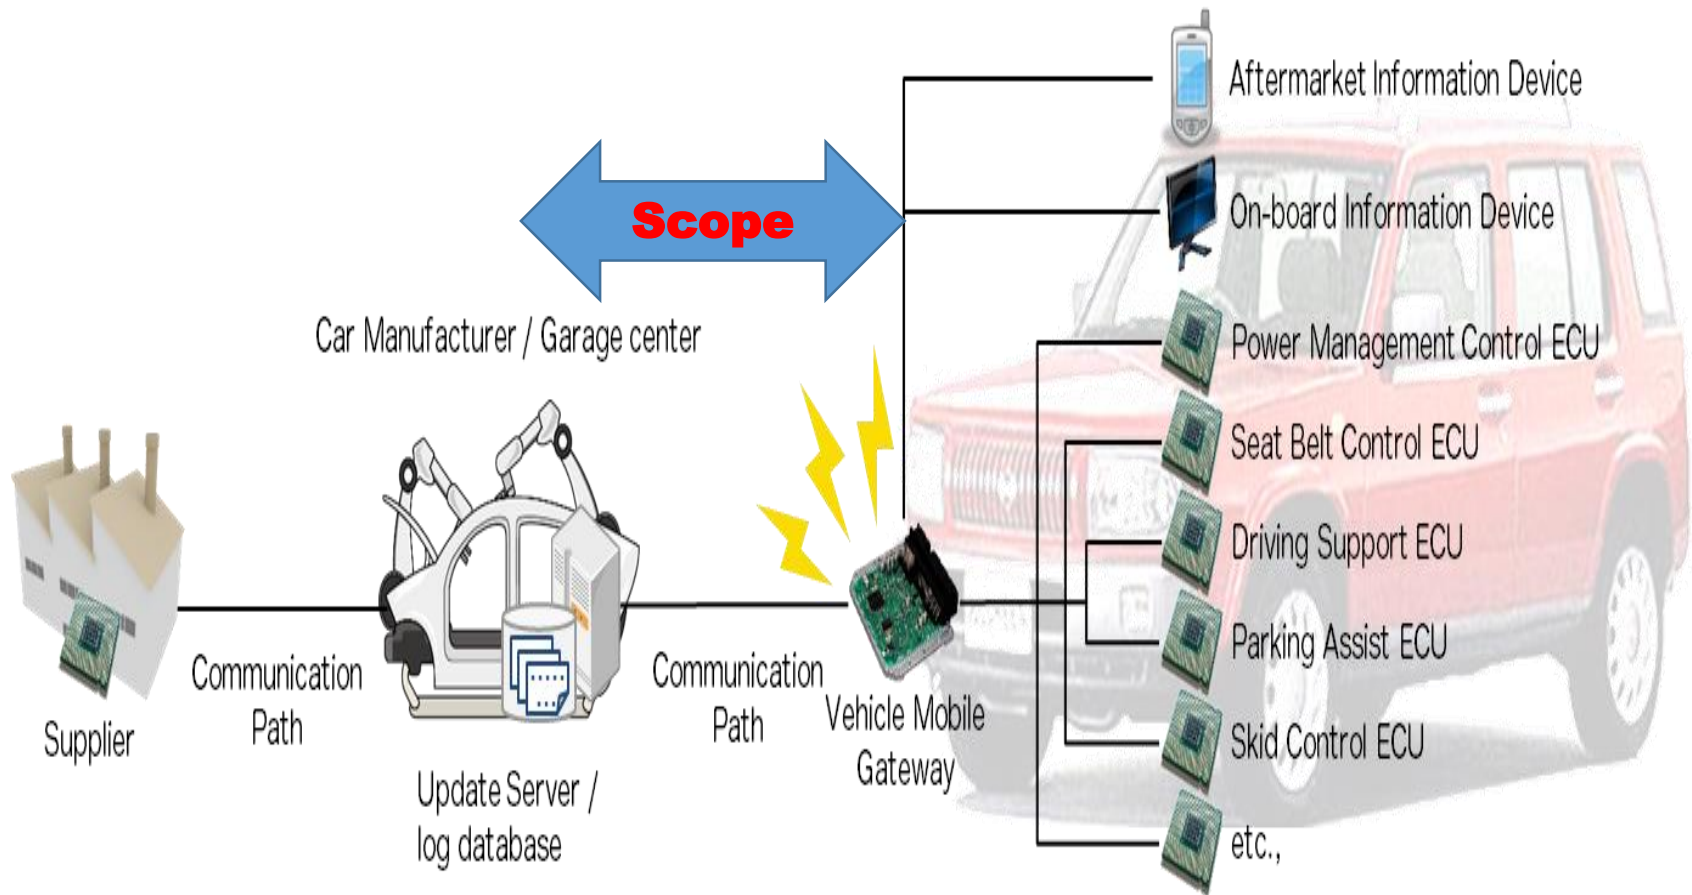 Aftermarket Information Device
Scope
On-board Information Device
Car Manufacturer / Garage center
Power Management Control ECU
Seat Belt Control ECU
Driving Support ECU
Parking Assist ECU
Communication
Path
Communication
Path
Vehicle Mobile
Gateway
Supplier
Skid Control ECU
Update Server /
log database
etc.,